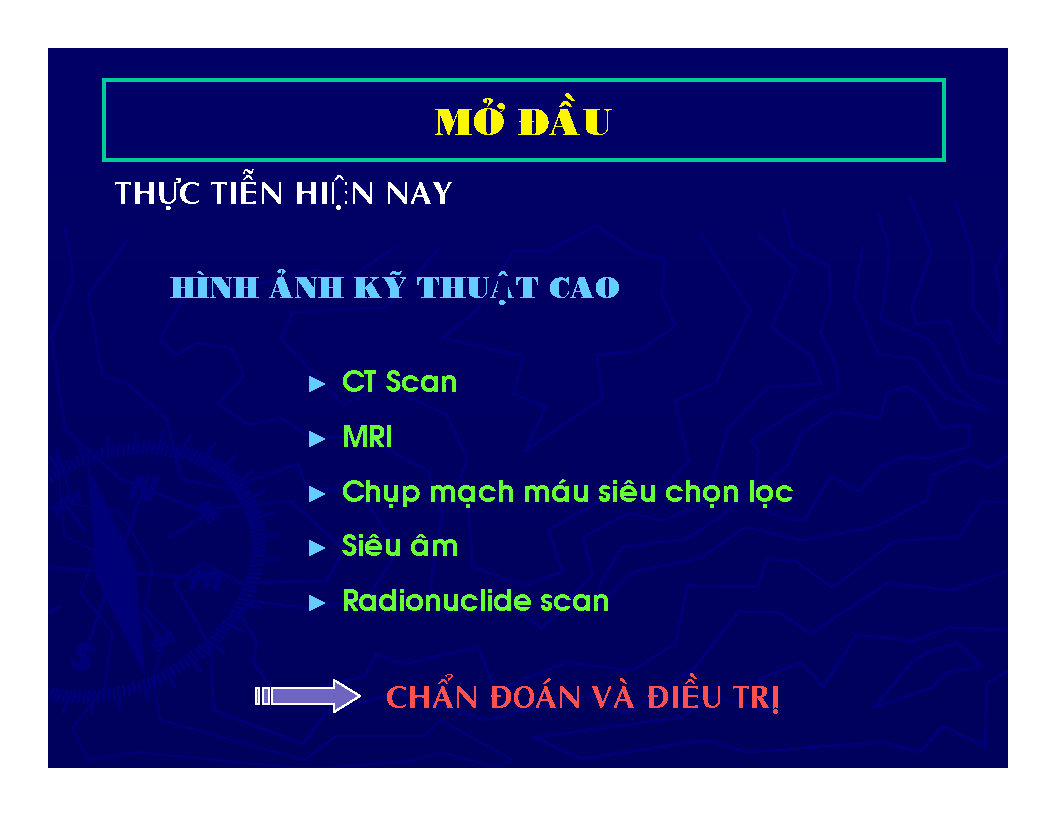 MỞ ĐẦU
THỰC TIỄN HIỆN NAY
HÌNH ẢNH KỸ THUẬT CAO
► CT Scan
► MRI
► Chụp mạch máu siêu chọn lọc
► Siêu âm
► Radionuclide scan
CHẨN ĐOÁN VÀ ĐIỀU TRỊ
N
S